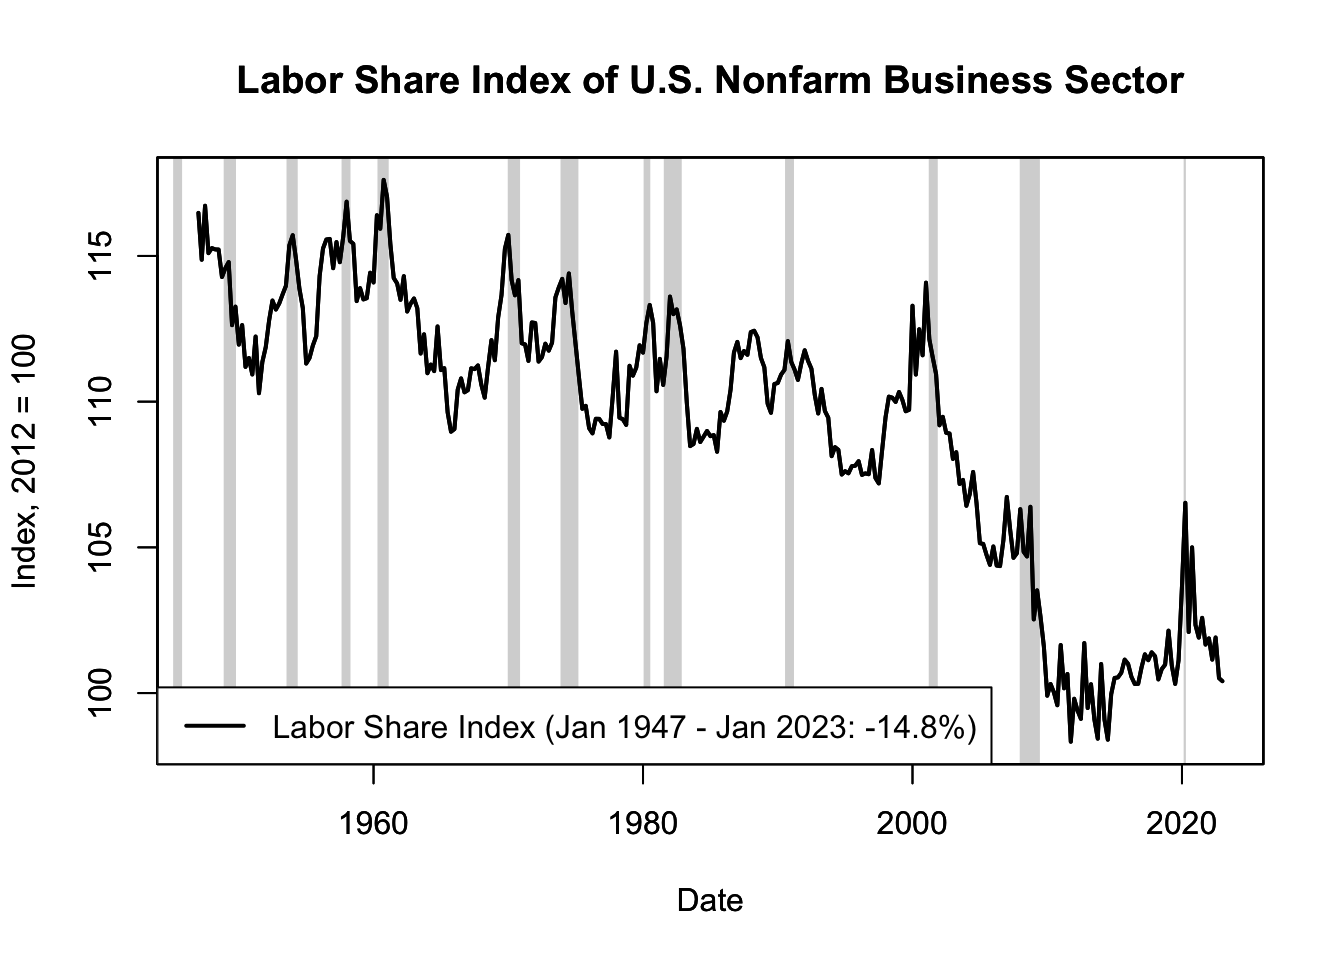 Labor Share Index of U.S. Nonfarm Business Sector
Index, 2012 = 100
115
110
105
100
Labor Share Index (Jan 1947 - Jan 2023: -14.8%)
1960 1980 2000 2020
Date